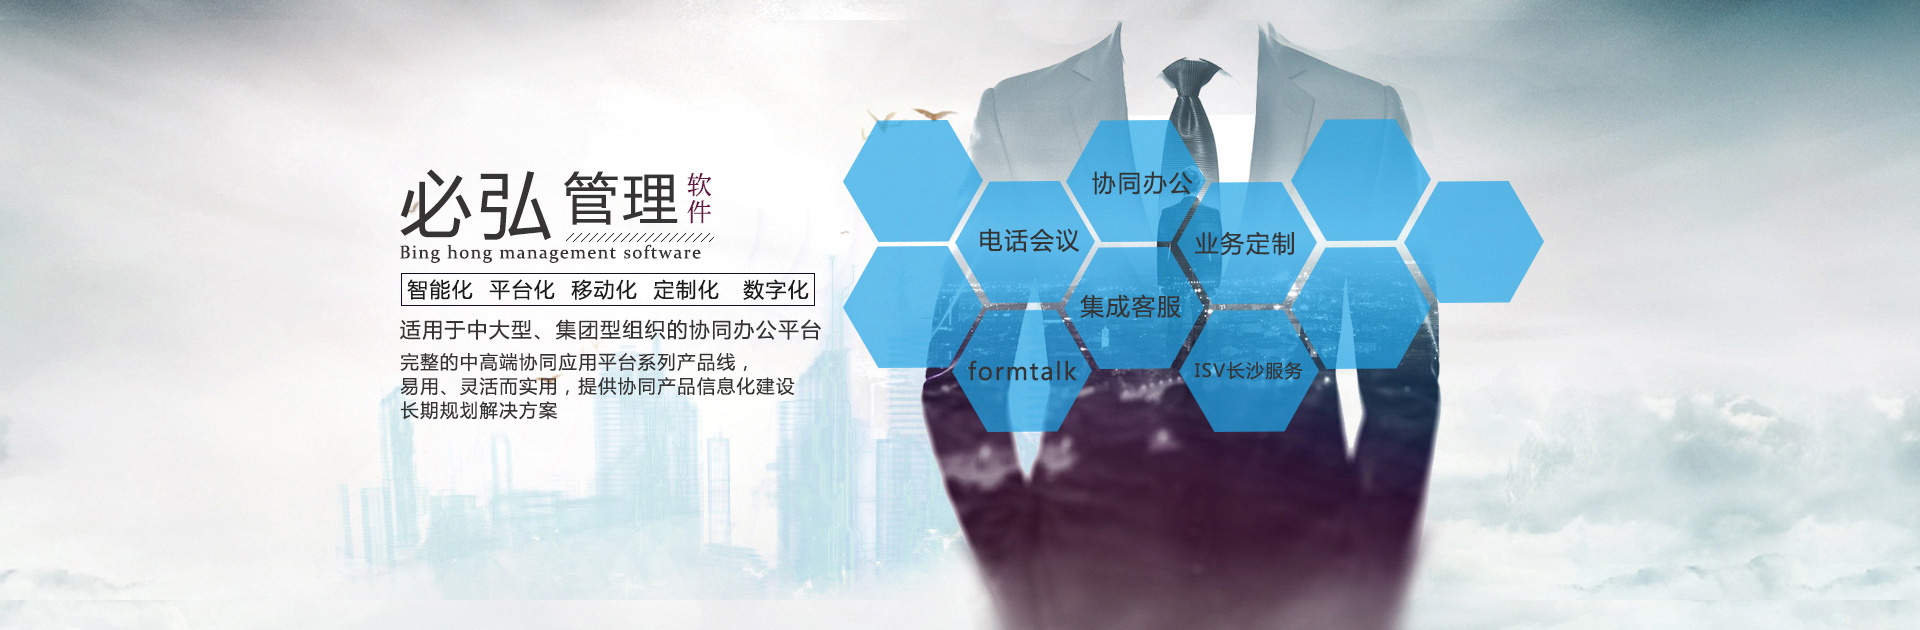 必弘管理软件
Bing hong management software
智能化 平台化 移动化 定制化 数字化
适用于中大型、集团型组织的协同办公平台
完整的中高端协同应用平台系列产品线，
易用、灵活而实用，提供协同产品信息化建设
长期规划解决方案
协同办公
电话会议
业务定制
集成客服
formtalk
ISV长沙服务